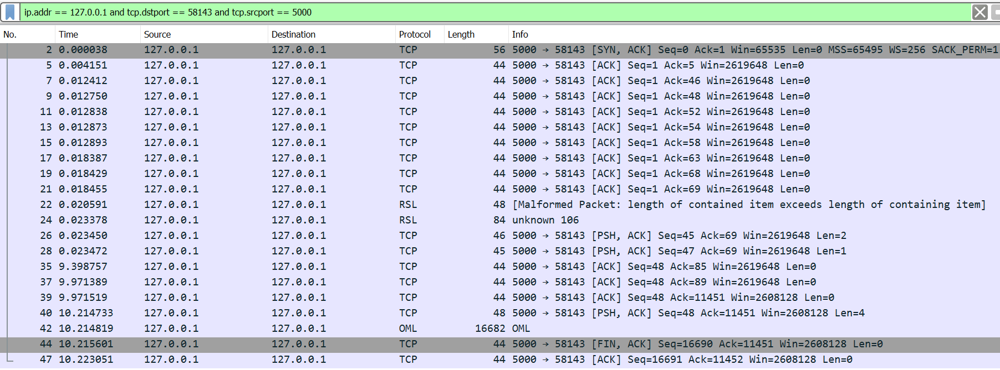 ip.addr == 127.0.0.1 and tcp.dstport == 58143 and tcp.srcport == 5000
No. Time Source Destination Protocol Length Info
2 0.000038 127.0.0.1 127.0.0.1 TCP 56 5000 → 58143 [SYN, ACK] Seq=0 Ack=1 Win=65535 Len=0 MSS=65495 WS=256 SACK_PERM=1
5 0.004151 127.0.0.1 127.0.0.1 TCP 44 5000 → 58143 [ACK] Seq=1 Ack=5 Win=2619648 Len=0
7 0.012412 127.0.0.1 127.0.0.1 TCP 44 5000 → 58143 [ACK] Seq=1 Ack=46 Win=2619648 Len=0
9 0.012750 127.0.0.1 127.0.0.1 TCP 44 5000 → 58143 [ACK] Seq=1 Ack=48 Win=2619648 Len=0
11 0.012838 127.0.0.1 127.0.0.1 TCP 44 5000 → 58143 [ACK] Seq=1 Ack=52 Win=2619648 Len=0
13 0.012873 127.0.0.1 127.0.0.1 TCP 44 5000 → 58143 [ACK] Seq=1 Ack=54 Win=2619648 Len=0
15 0.012893 127.0.0.1 127.0.0.1 TCP 44 5000 → 58143 [ACK] Seq=1 Ack=58 Win=2619648 Len=0
17 0.018387 127.0.0.1 127.0.0.1 TCP 44 5000 → 58143 [ACK] Seq=1 Ack=63 Win=2619648 Len=0
19 0.018429 127.0.0.1 127.0.0.1 TCP 44 5000 → 58143 [ACK] Seq=1 Ack=68 Win=2619648 Len=0
21 0.018455 127.0.0.1 127.0.0.1 TCP 44 5000 → 58143 [ACK] Seq=1 Ack=69 Win=2619648 Len=0
22 0.020591 127.0.0.1 127.0.0.1 RSL 48 [Malformed Packet: length of contained item exceeds length of containing item]
24 0.023378 127.0.0.1 127.0.0.1 RSL 84 unknown 106
26 0.023450 127.0.0.1 127.0.0.1 TCP 46 5000 → 58143 [PSH, ACK] Seq=45 Ack=69 Win=2619648 Len=2
28 0.023472 127.0.0.1 127.0.0.1 TCP 45 5000 → 58143 [PSH, ACK] Seq=47 Ack=69 Win=2619648 Len=1
35 9.398757 127.0.0.1 127.0.0.1 TCP 44 5000 → 58143 [ACK] Seq=48 Ack=85 Win=2619648 Len=0
37 9.971389 127.0.0.1 127.0.0.1 TCP 44 5000 → 58143 [ACK] Seq=48 Ack=89 Win=2619648 Len=0
39 9.971519 127.0.0.1 127.0.0.1 TCP 44 5000 → 58143 [ACK] Seq=48 Ack=11451 Win=2608128 Len=0
40 10.214733 127.0.0.1 127.0.0.1 TCP 48 5000 → 58143 [PSH, ACK] Seq=48 Ack=11451 Win=2608128 Len=4
42 10.214819 127.0.0.1 127.0.0.1 OML 16682 OML
44 10.215601 127.0.0.1 127.0.0.1 TCP 44 5000 → 58143 [FIN, ACK] Seq=16690 Ack=11451 Win=2608128 Len=0
47 10.223051 127.0.0.1 127.0.0.1 TCP 44 5000 → 58143 [ACK] Seq=16691 Ack=11452 Win=2608128 Len=0